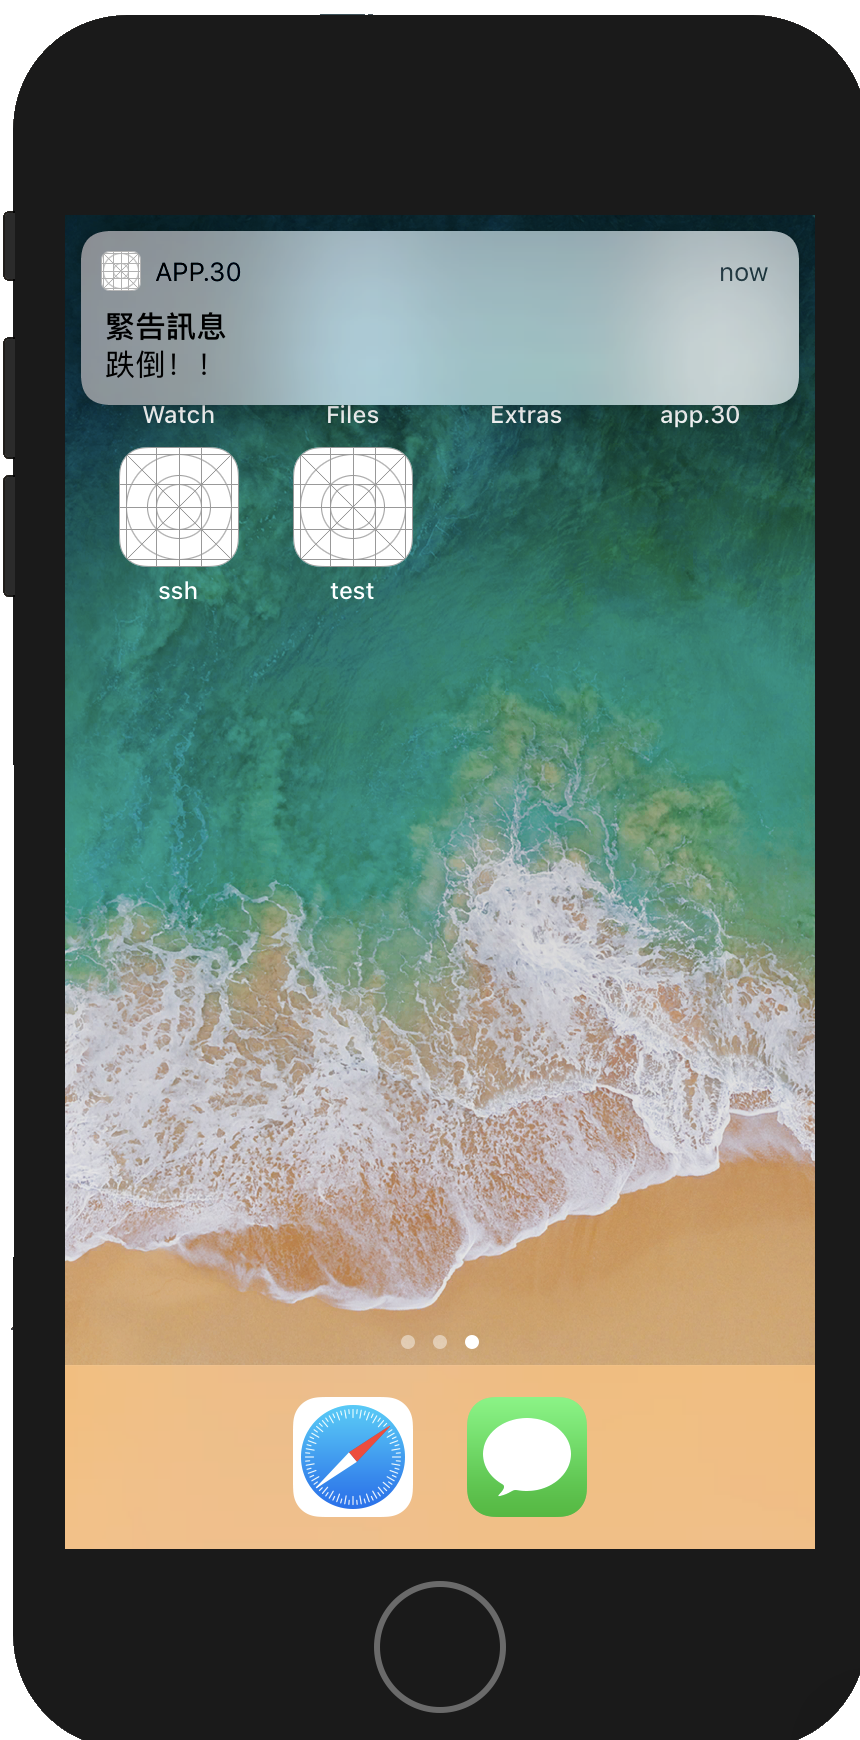 APP.30
now
緊告訊息
跌倒！！
Watch
Files
Extras
app.30
ssh
test